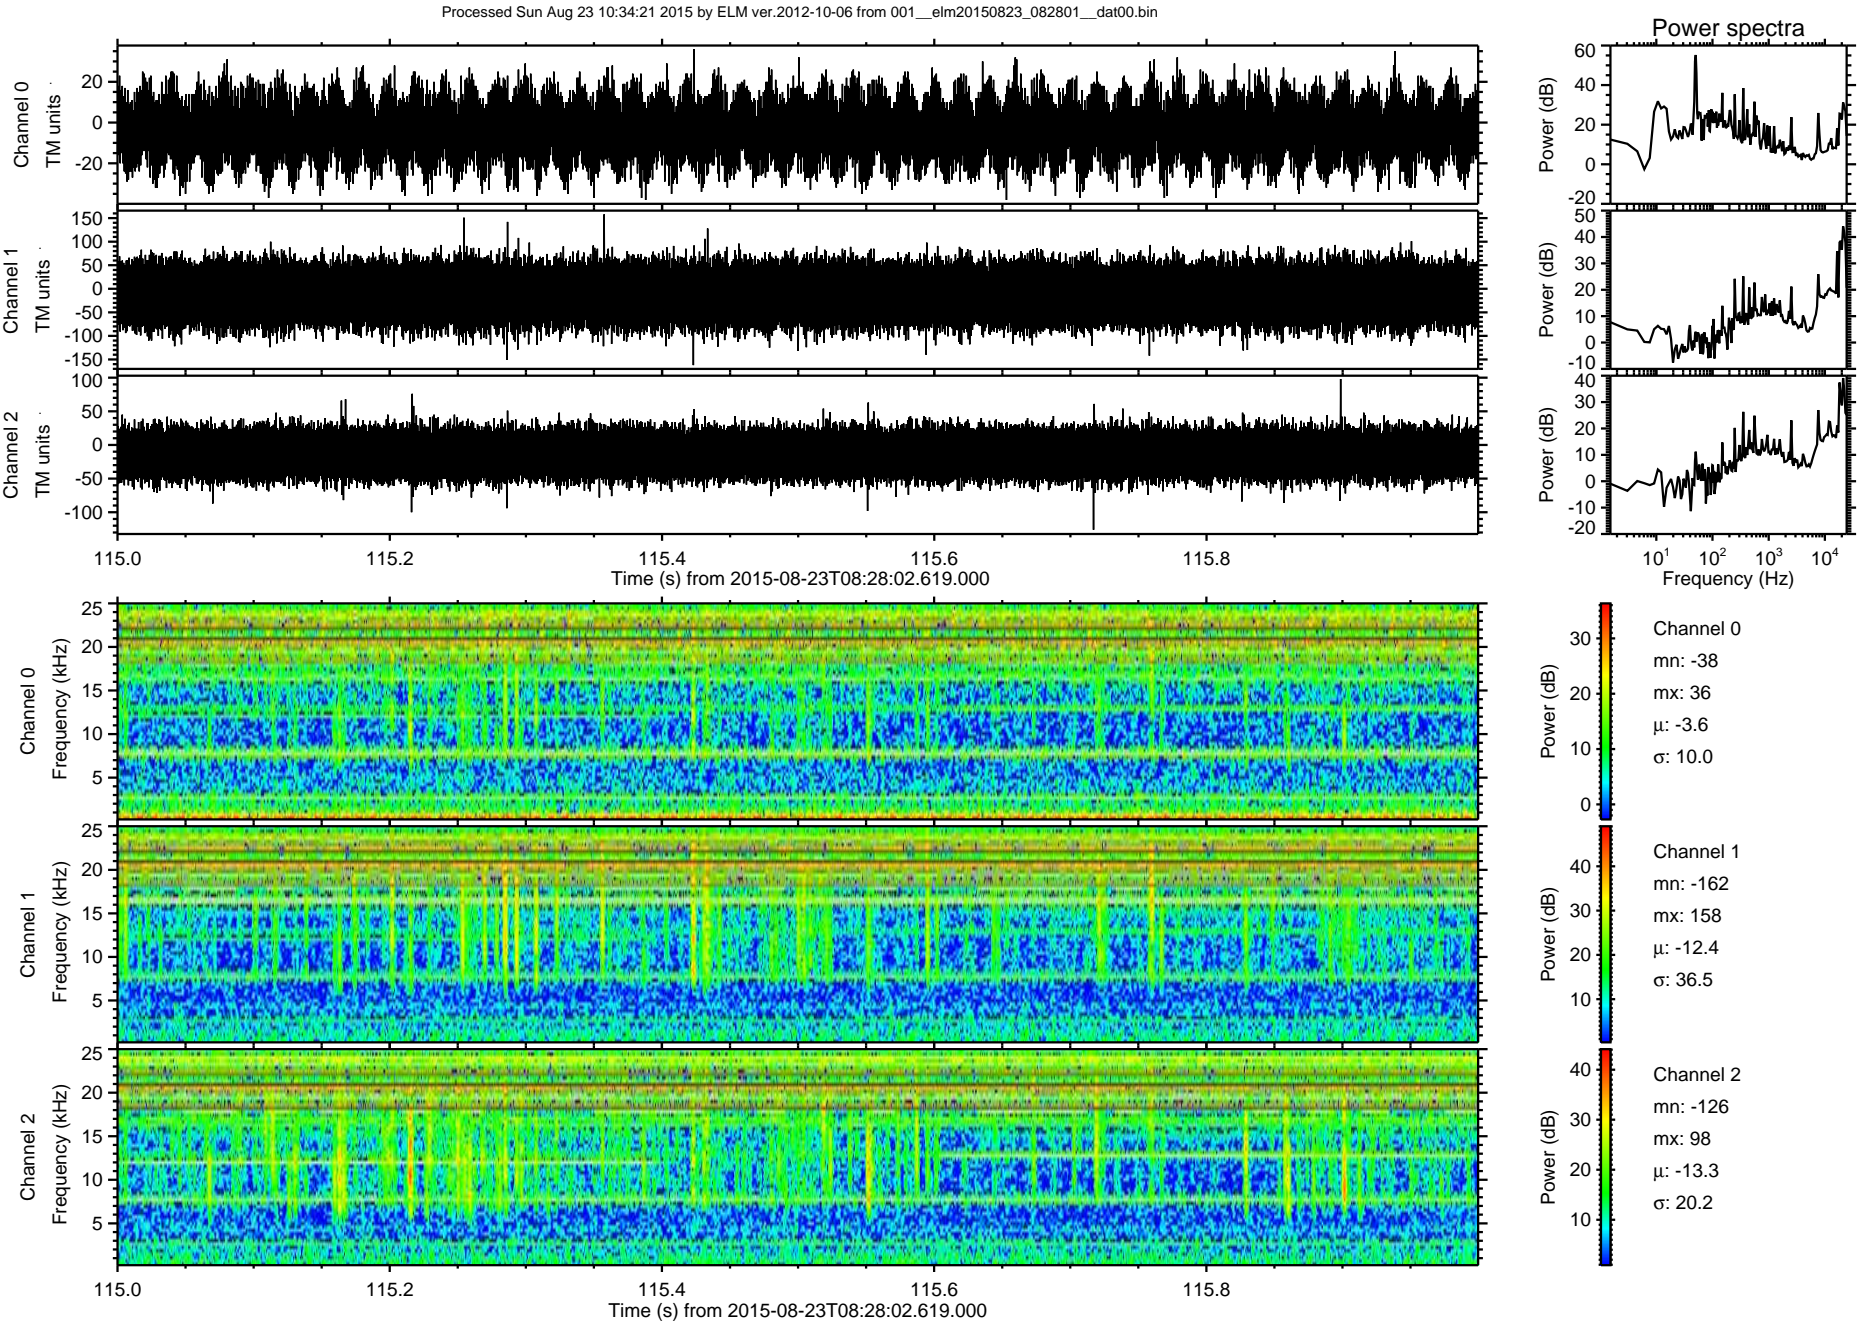 Processed Sun Aug 23 10:34:21 2015 by ELM ver.2012-10-06 from 001__elm20150823_082801__dat00.bin
Power spectra
Channel 0
TM units
20
0
-20
Power (dB)
60
40
20
0
-20
Channel 1
TM units
150
100
50
0
-50
-100
-150
Power (dB)
50
40
30
20
10
0
-10
Channel 2
TM units
100
50
0
-50
-100
Power (dB)
40
30
20
10
0
-10
-20
115.0 115.2 115.4 115.6 115.8
Time (s) from 2015-08-23T08:28:02.619.000
10¹ 10² 10³ 10⁴
Frequency (Hz)
Channel 0
Frequency (kHz)
25
20
15
10
5
Power (dB)
30
20
10
0
Channel 0
mn: -38
mx: 36
μ: -3.6
σ: 10.0
Channel 1
Frequency (kHz)
25
20
15
10
5
Power (dB)
40
30
20
10
Channel 1
mn: -162
mx: 158
μ: -12.4
σ: 36.5
Channel 2
Frequency (kHz)
25
20
15
10
5
Power (dB)
40
30
20
10
Channel 2
mn: -126
mx: 98
μ: -13.3
σ: 20.2
115.0 115.2 115.4 115.6 115.8
Time (s) from 2015-08-23T08:28:02.619.000